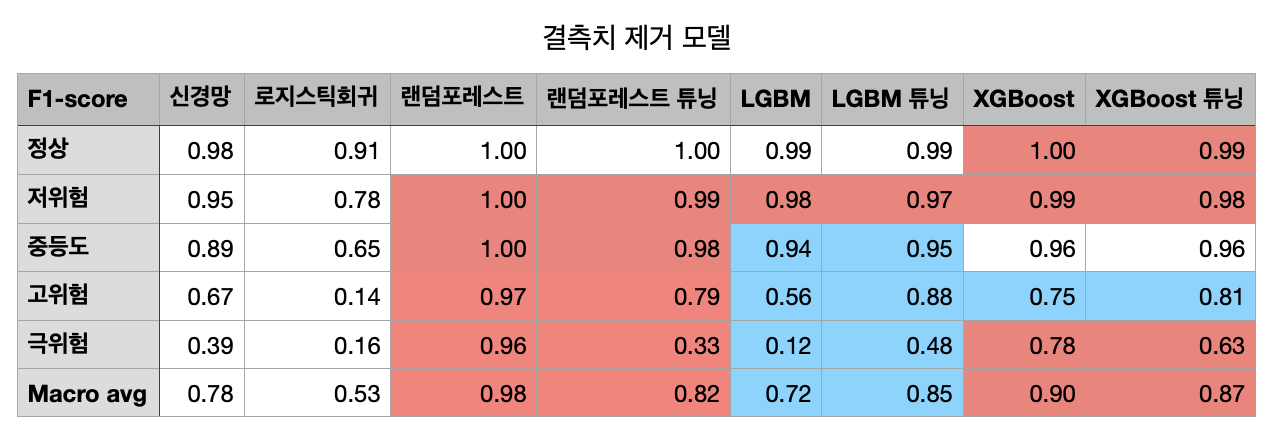 결측치 제거 모델
F1-score 신경망 로지스틱회귀 랜덤포레스트 랜덤포레스트 튜닝 LGBM LGBM 튜닝 XGBoost XGBoost 튜닝
정상 0.98 0.91 1.00 1.00 0.99 0.99 1.00 0.99
저위험 0.95 0.78 1.00 0.99 0.98 0.97 0.99 0.98
중등도 0.89 0.65 1.00 0.98 0.94 0.95 0.96 0.96
고위험 0.67 0.14 0.97 0.79 0.56 0.88 0.75 0.81
극위험 0.39 0.16 0.96 0.33 0.12 0.48 0.78 0.63
Macro avg 0.78 0.53 0.98 0.82 0.72 0.85 0.90 0.87